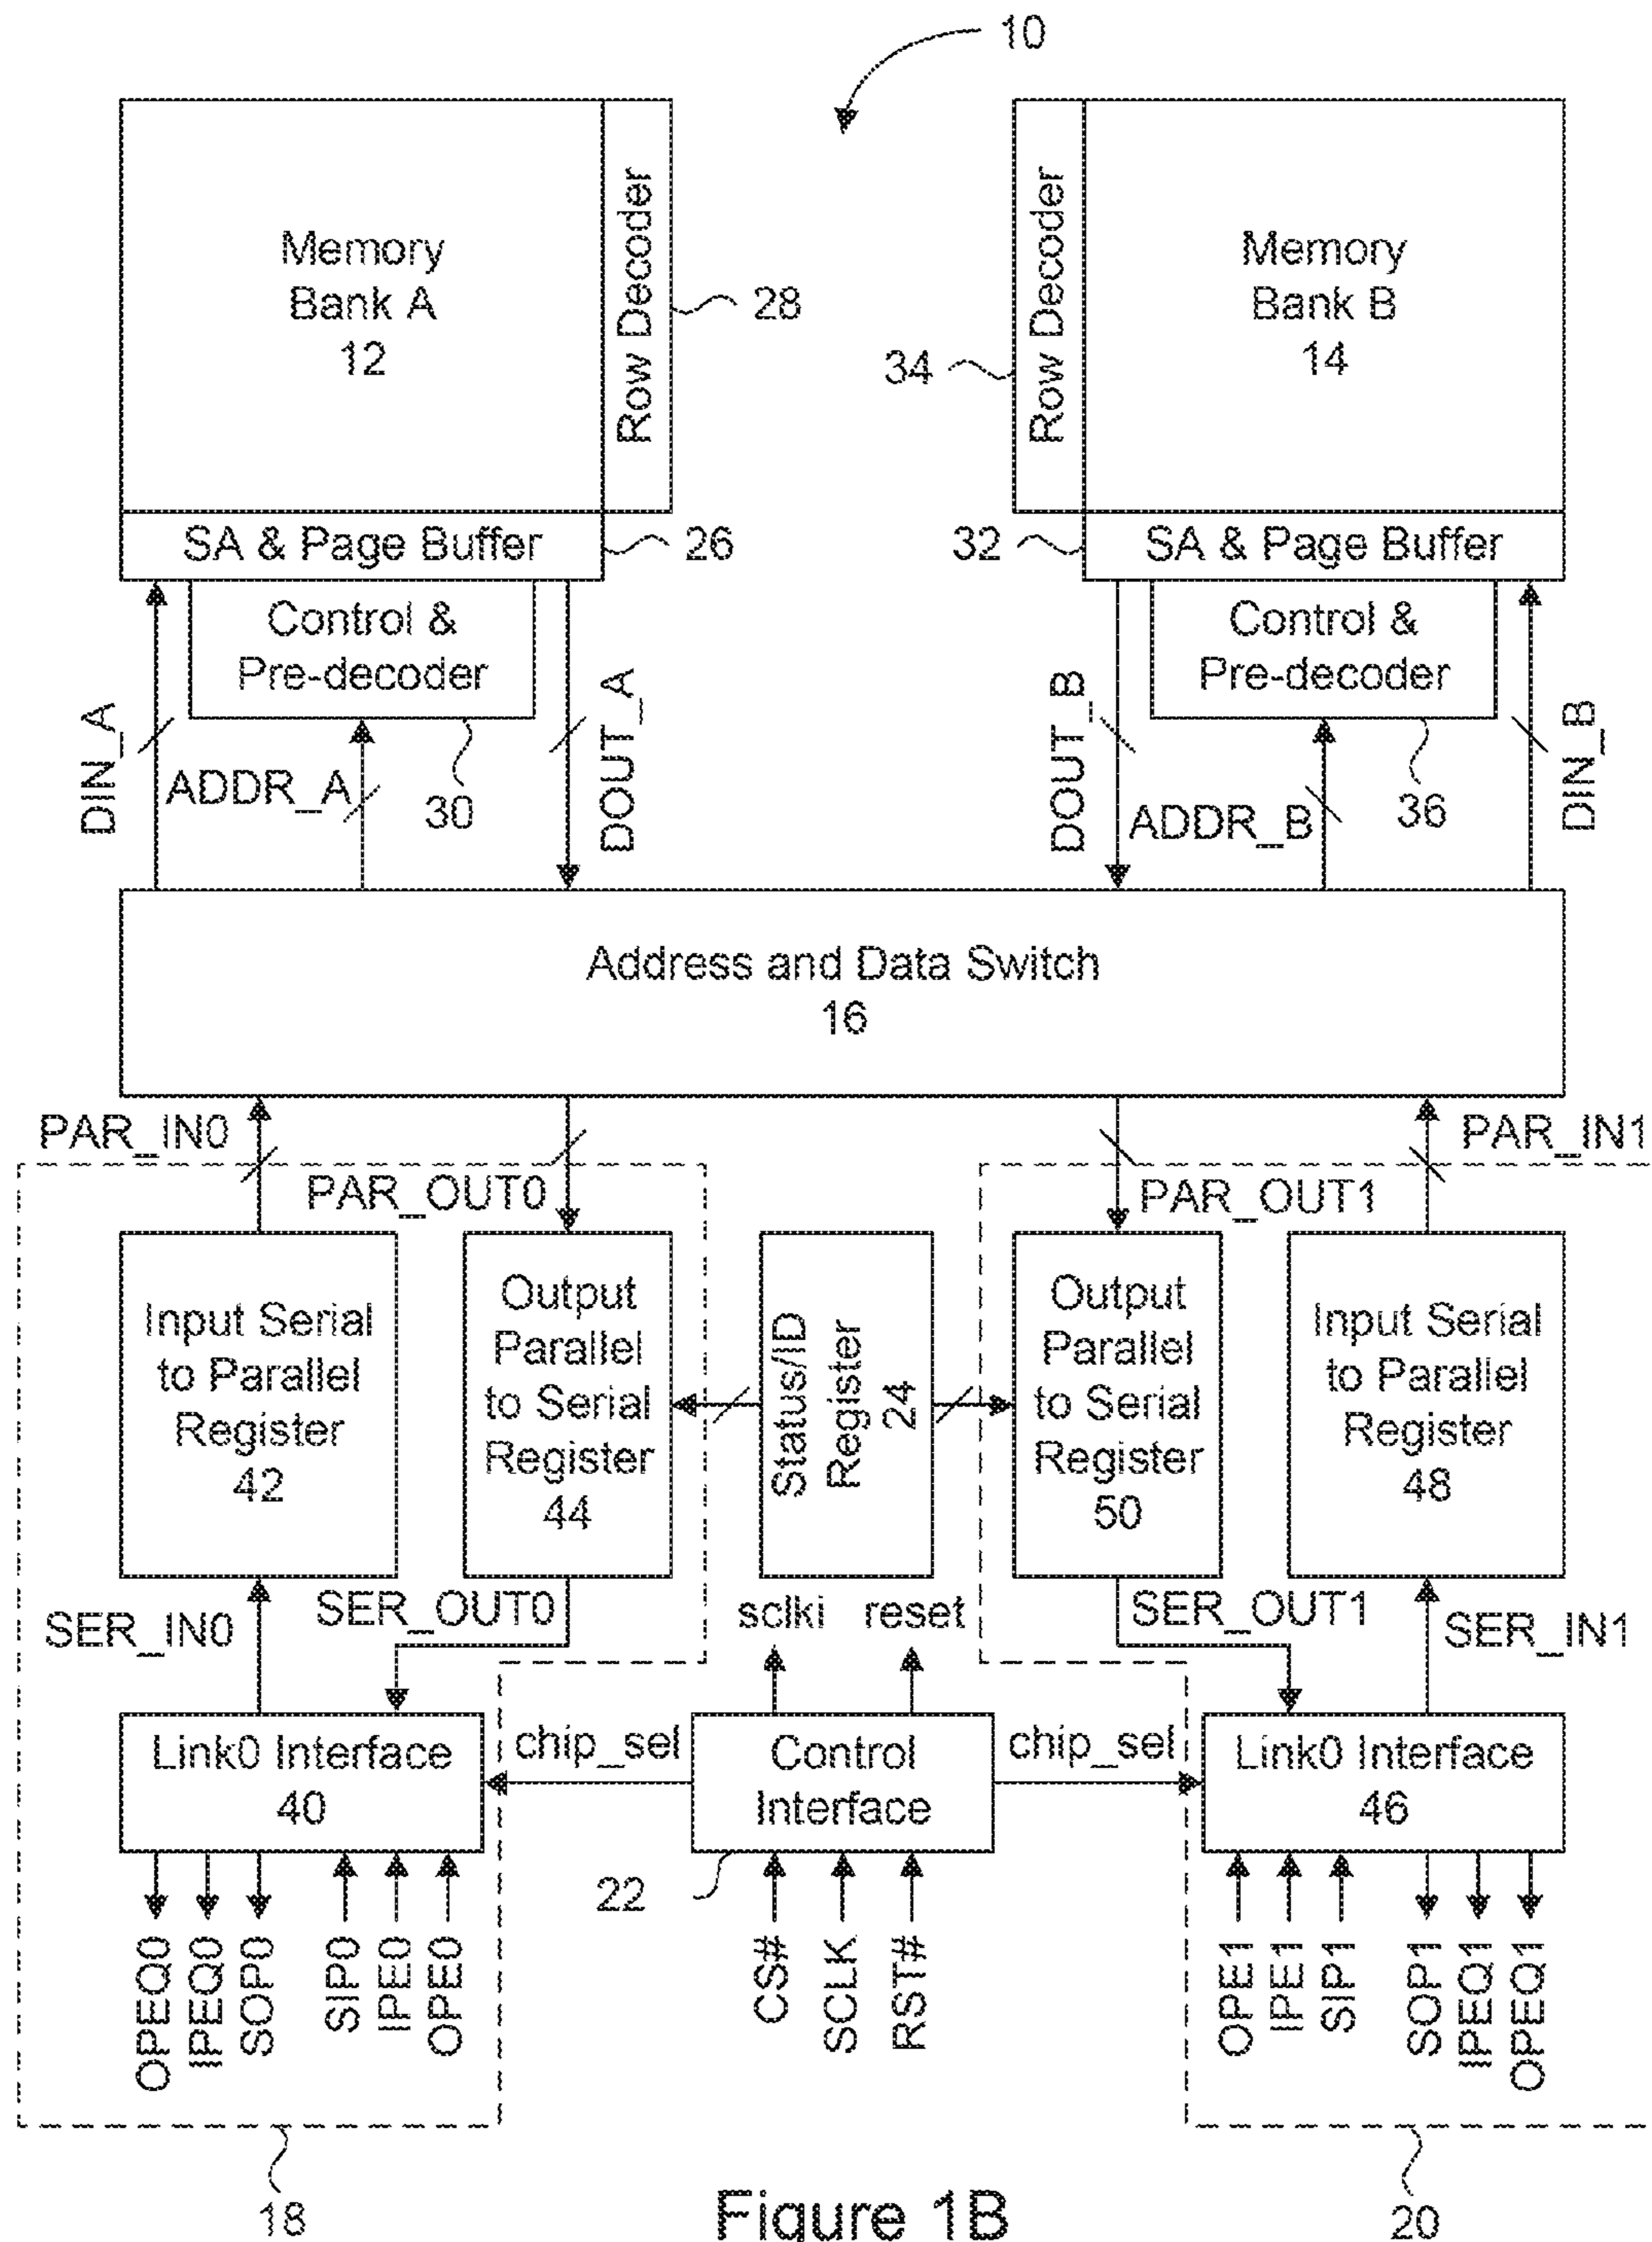 10
Memory
Bank A
12
Row Decoder
28
34
Row Decoder
Memory
Bank B
14
SA & Page Buffer
26
32
SA & Page Buffer
Control &
Pre-decoder
Control &
Pre-decoder
DIN_A
ADDR_A
30
DOUT_A
DOUT_B
ADDR_B
36
DIN_B
Address and Data Switch
16
PAR_IN0
PAR_OUT0
PAR_OUT1
PAR_IN1
Input Serial
to Parallel
Register
42
Output
Parallel
to Serial
Register
44
Status/ID
Register
24
Output
Parallel
to Serial
Register
50
Input Serial
to Parallel
Register
48
SER_IN0
SER_OUT0
sclki
reset
SER_OUT1
SER_IN1
Link0 Interface
40
chip_sel
Control
Interface
chip_sel
Link0 Interface
46
22
OPEQ0
IPEQ0
SOP0
SIP0
IPE0
OPE0
CS#
SCLK
RST#
OPE1
IPE1
SIP1
SOP1
IPEQ1
OPEQ1
18
Figure 1B
20